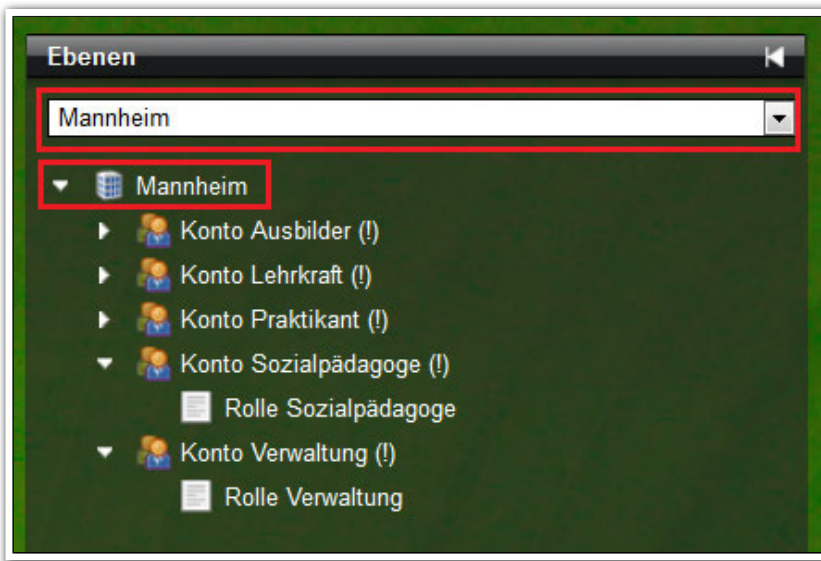 Ebenen
Mannheim
Mannheim
Konto Ausbilder (!)
Konto Lehrkraft (!)
Konto Praktikant (!)
Konto Sozialpädagoge (!)
Rolle Sozialpädagoge
Konto Verwaltung (!)
Rolle Verwaltung